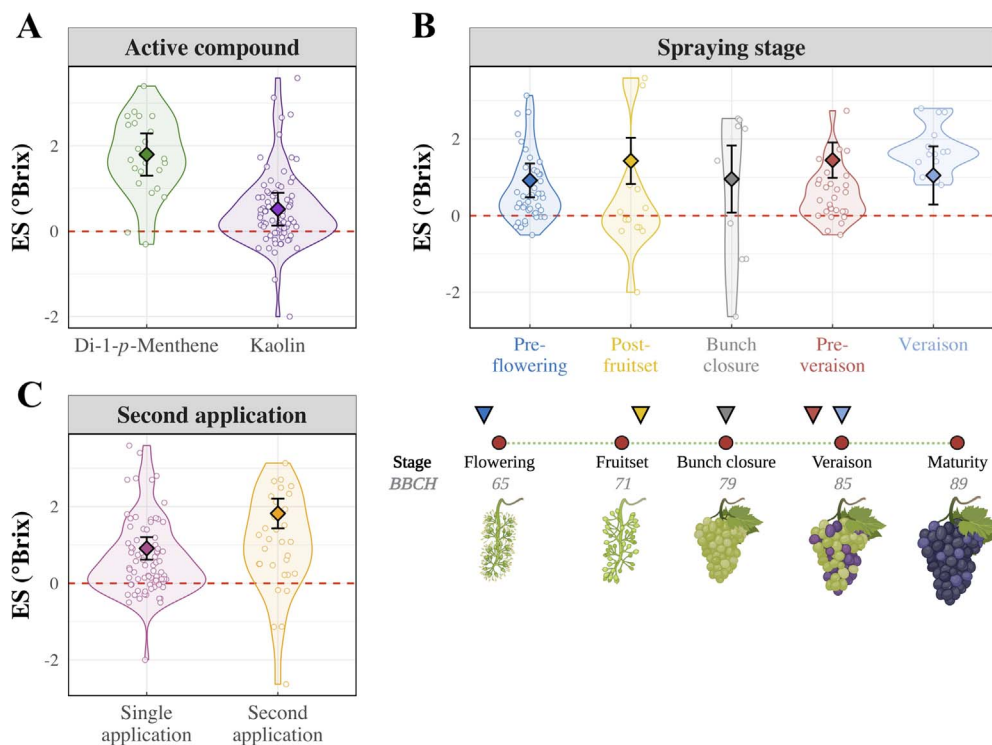 A
Active compound
ES (°Brix)
2
0
-2
Di-1-p-Menthene Kaolin
B
Spraying stage
ES (°Brix)
2
0
-2
Pre- Post- Bunch Pre- Veraison
flowering fruitset closure veraison
C
Second application
ES (°Brix)
2
0
-2
Single Second
application application
Stage Flowering Fruitset Bunch closure Veraison Maturity
BBCH 65 71 79 85 89